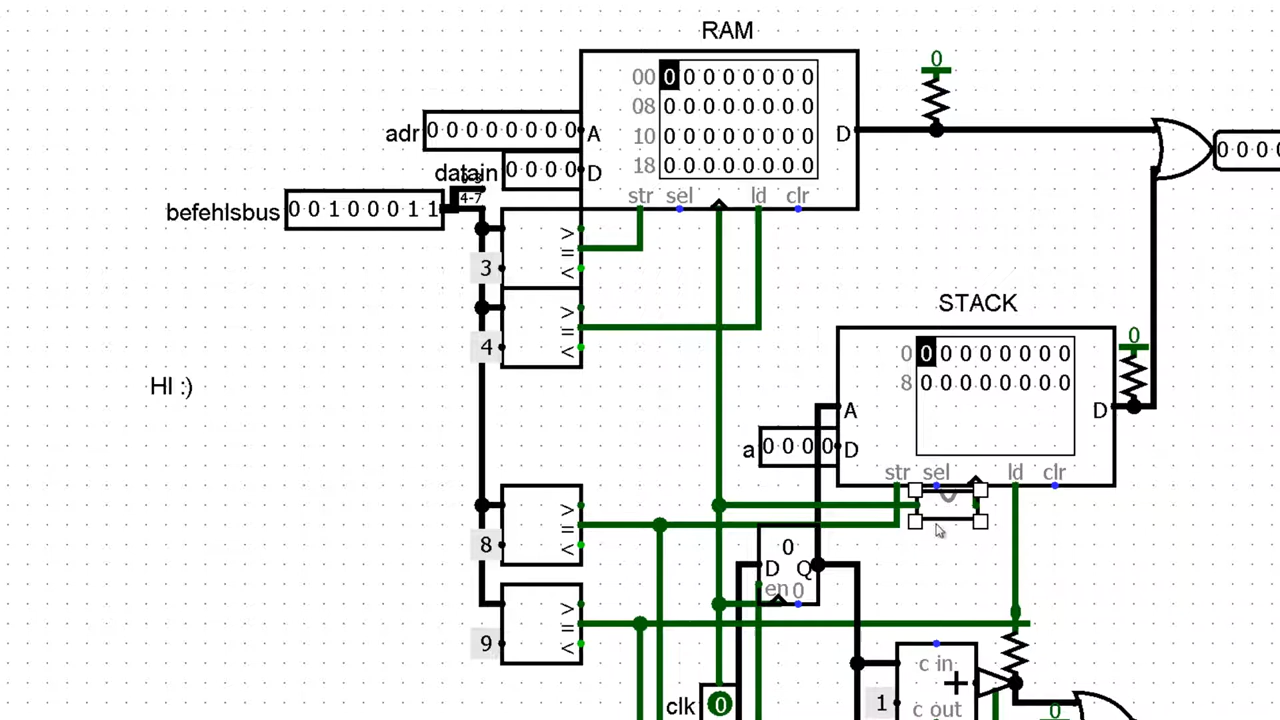 RAM
0
00 0 0 0 0 0 0 0 0
08 0 0 0 0 0 0 0 0
10 0 0 0 0 0 0 0 0
18 0 0 0 0 0 0 0 0
adr 0 0 0 0 0 0 0 0 A
D
datain 0 0 0 0 D
0-3
4-7
str sel ld clr
befehlsbus 0 0 1 0 0 0 1 1
0 0 0 0
>
=
<
3
>
=
<
4
STACK
0
0 0 0 0 0 0 0 0 0
8 0 0 0 0 0 0 0 0
HI :)
A
D
a 0 0 0 0 D
str sel ld clr
>
=
<
8
0
D Q
en 0
>
=
<
9
c in
+
1
c out
clk 0
0